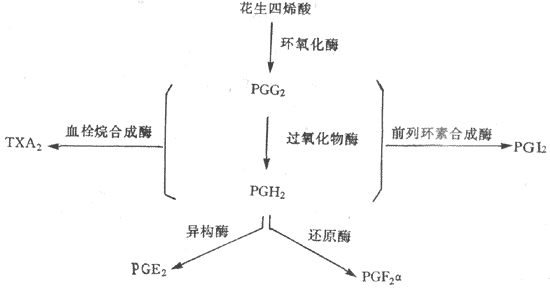 花生四烯酸
环氧化酶
PGG₂
血栓烷合成酶
过氧化物酶
前列环素合成酶
TXA₂
PGI₂
PGH₂
异构酶
还原酶
PGE₂
PGF₂α